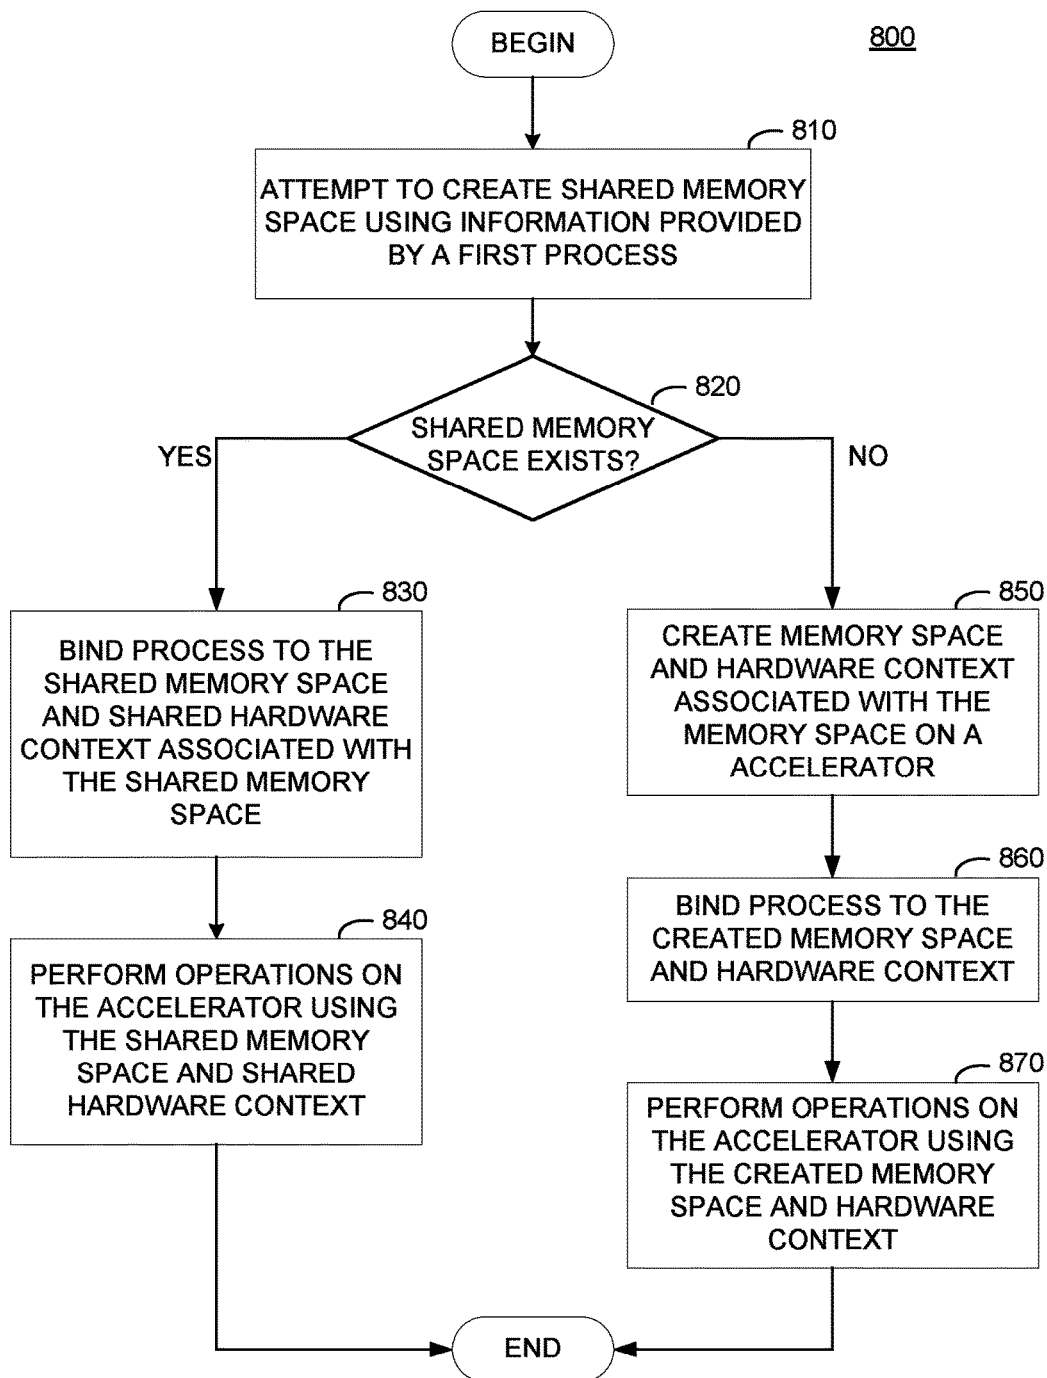 BEGIN
800
810
ATTEMPT TO CREATE SHARED MEMORY
SPACE USING INFORMATION PROVIDED
BY A FIRST PROCESS
820
SHARED MEMORY
SPACE EXISTS?
YES
NO
830
BIND PROCESS TO THE
SHARED MEMORY SPACE
AND SHARED HARDWARE
CONTEXT ASSOCIATED WITH
THE SHARED MEMORY
SPACE
840
PERFORM OPERATIONS ON
THE ACCELERATOR USING
THE SHARED MEMORY
SPACE AND SHARED
HARDWARE CONTEXT
850
CREATE MEMORY SPACE
AND HARDWARE CONTEXT
ASSOCIATED WITH THE
MEMORY SPACE ON A
ACCELERATOR
860
BIND PROCESS TO THE
CREATED MEMORY SPACE
AND HARDWARE CONTEXT
870
PERFORM OPERATIONS ON
THE ACCELERATOR USING
THE CREATED MEMORY
SPACE AND HARDWARE
CONTEXT
END